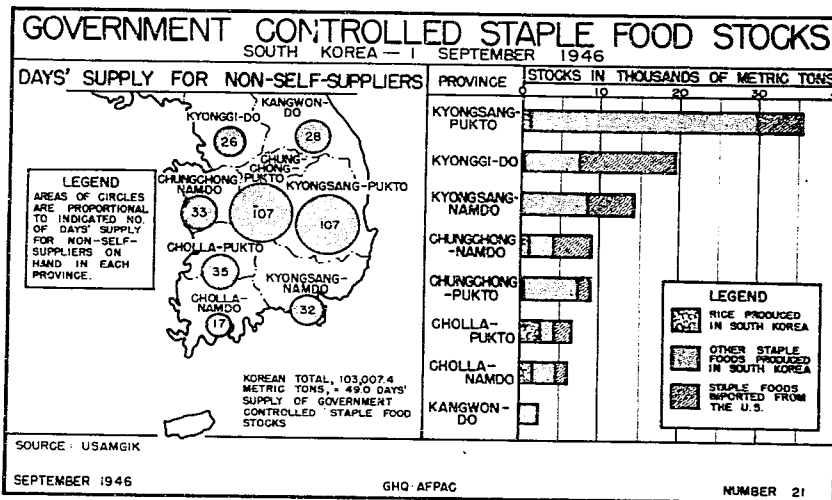 GOVERNMENT CONTROLLED STAPLE FOOD STOCKS
SOUTH KOREA — 1 SEPTEMBER 1946
DAYS' SUPPLY FOR NON-SELF-SUPPLIERS
KYONGGI-DO
26
KANGWON-
DO
28
CHUNGCHONG
NAMDO
33
CHUNG-
CHONG-
PUKTO
107
KYONGSANG-PUKTO
107
CHOLLA-PUKTO
35
KYONGSANG-
NAMDO
32
CHOLLA-
NAMDO
17
LEGEND
AREAS OF CIRCLES
ARE PROPORTIONAL
TO INDICATED NO.
OF DAYS' SUPPLY
FOR NON-SELF-
SUPPLIERS ON
HAND IN EACH
PROVINCE.
KOREAN TOTAL, 103,007.4
METRIC TONS, = 49.0 DAYS'
SUPPLY OF GOVERNMENT
CONTROLLED STAPLE FOOD
STOCKS
PROVINCE
STOCKS IN THOUSANDS OF METRIC TONS
0 10 20 30
KYONGSANG-
PUKTO
KYONGGI-DO
KYONGSANG-
NAMDO
CHUNGCHONG
-NAMDO
CHUNGCHONG
-PUKTO
CHOLLA-
PUKTO
CHOLLA-
NAMDO
KANGWON-
DO
LEGEND
RICE PRODUCED
IN SOUTH KOREA
OTHER STAPLE
FOODS PRODUCED
IN SOUTH KOREA
STAPLE FOODS
IMPORTED FROM
THE U.S.
SOURCE: USAMGIK
SEPTEMBER 1946
GHQ-AFPAC
NUMBER 21